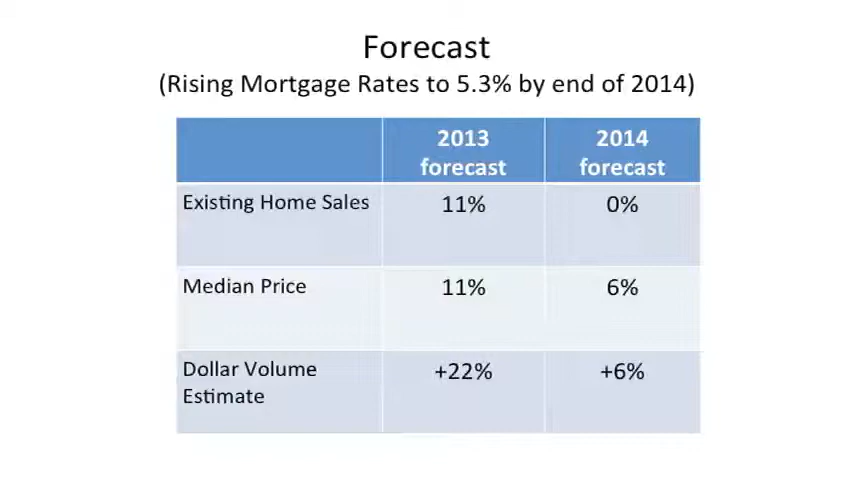 Forecast
(Rising Mortgage Rates to 5.3% by end of 2014)
2013 forecast 2014 forecast
Existing Home Sales 11% 0%
Median Price 11% 6%
Dollar Volume Estimate +22% +6%